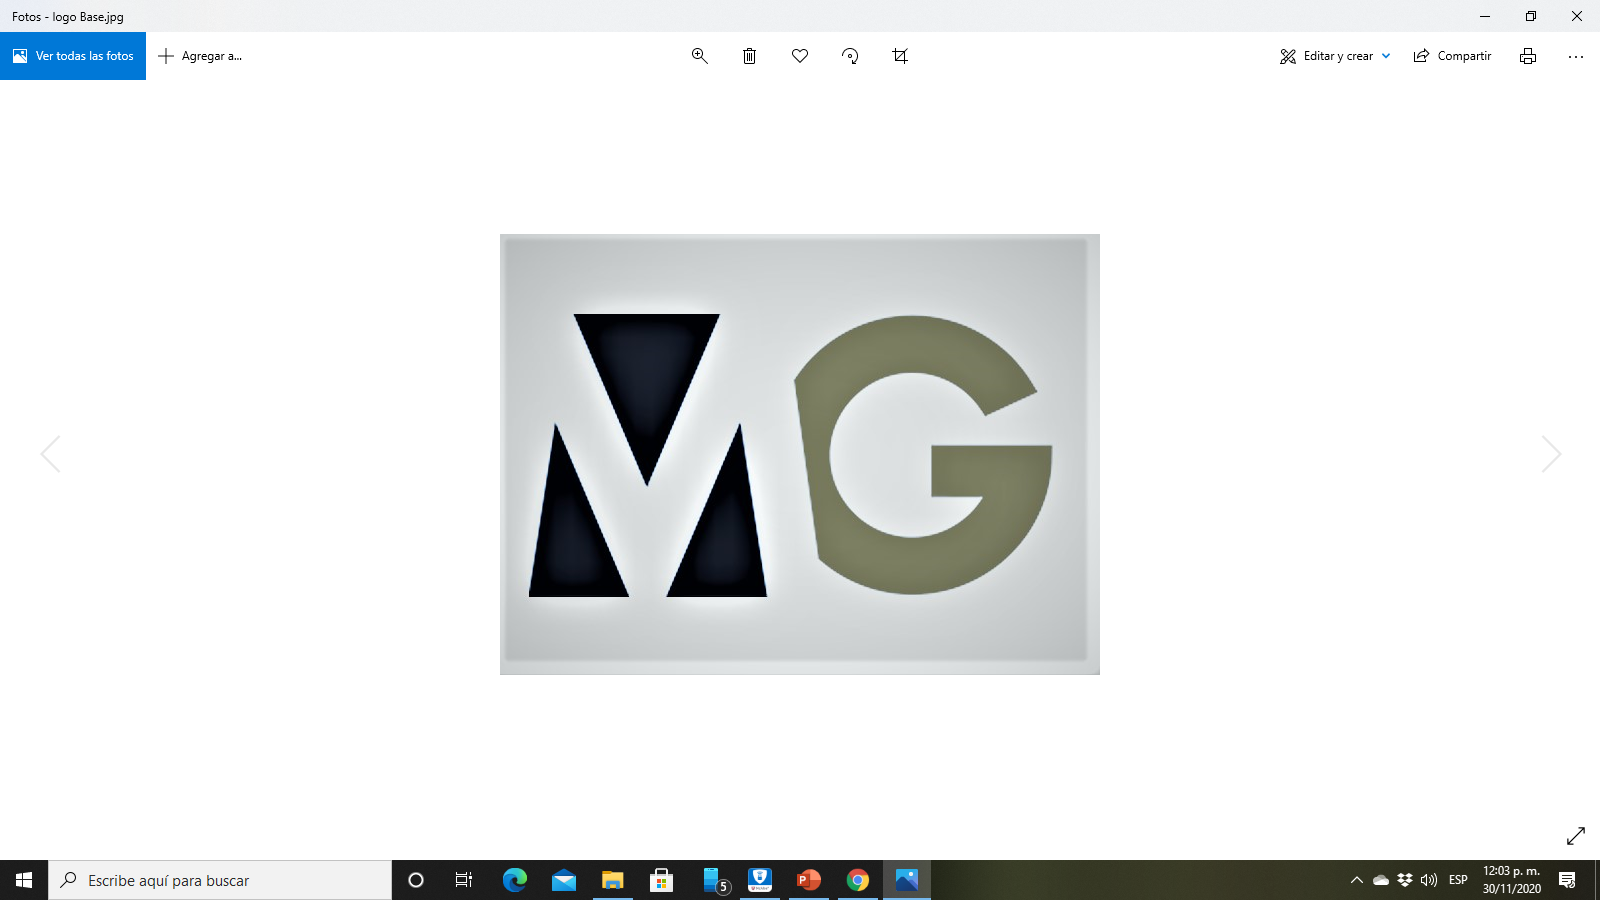 Fotos - logo Base.jpg
Ver todas las fotos
Agregar a...
Editar y crear
Compartir
MG
Escribe aquí para buscar
5
P
ESP
12:03 p. m.
30/11/2020